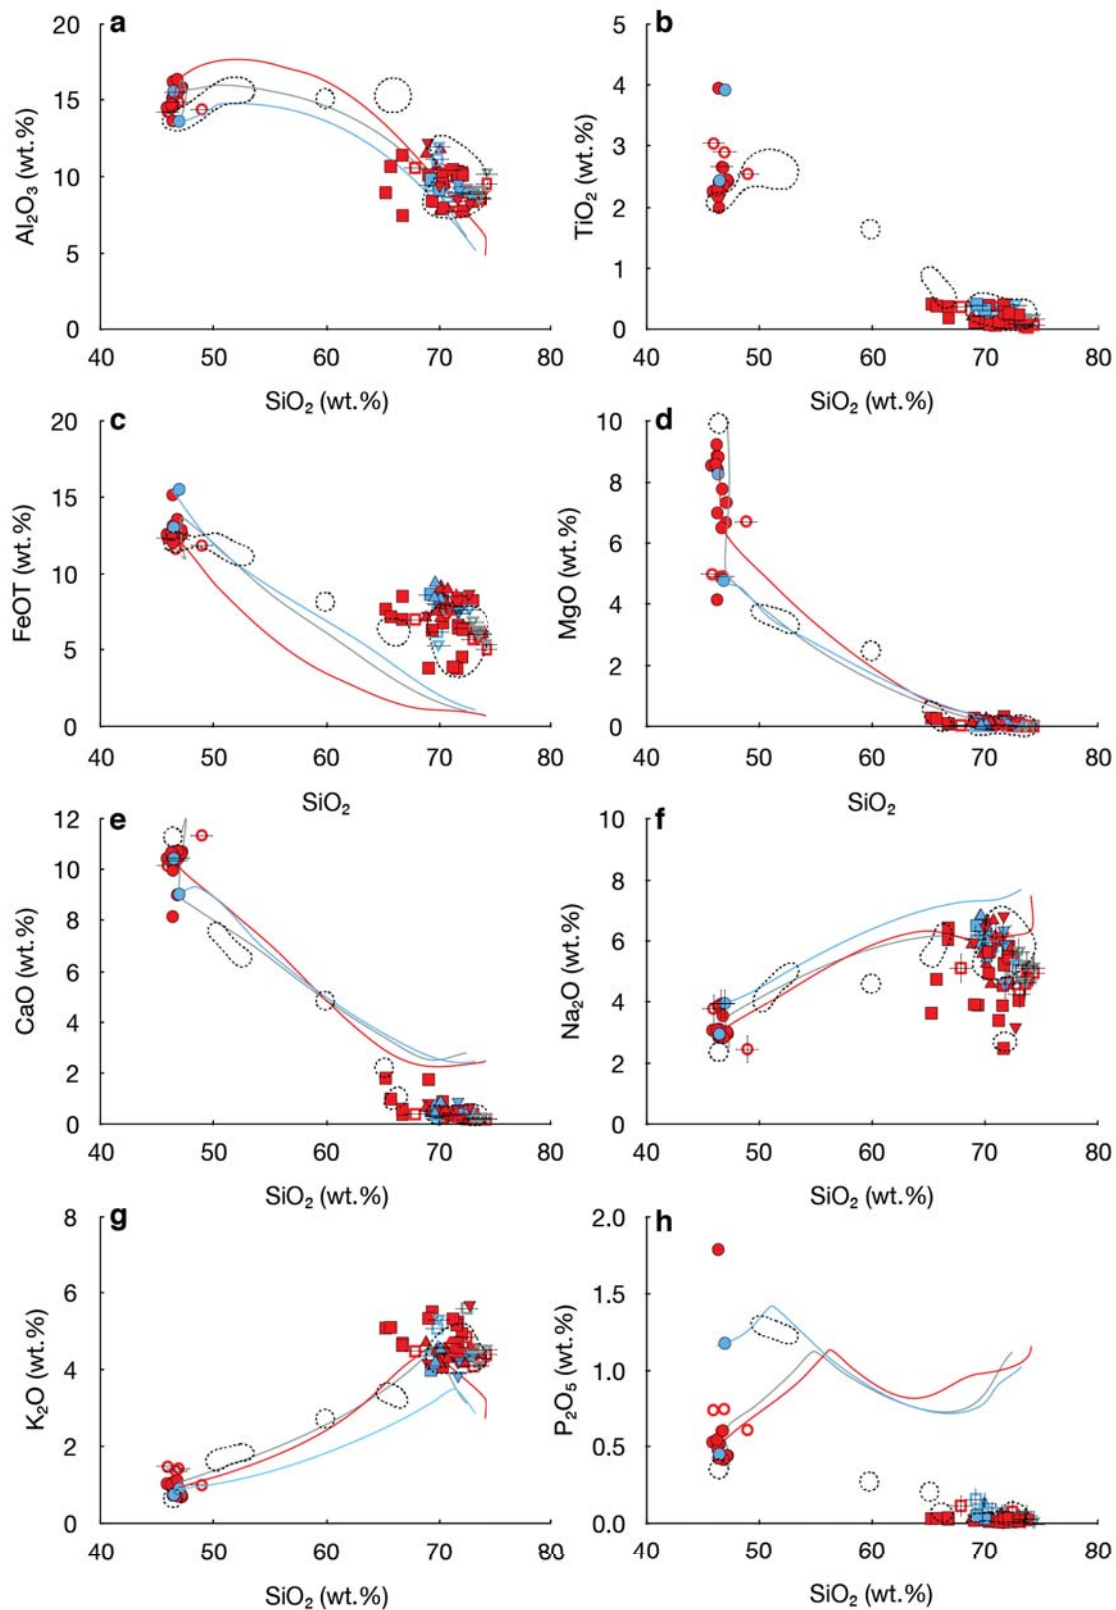 a
20
15
10
5
0
Al₂O₃ (wt.%)
40 50 60 70 80
SiO₂ (wt.%)
b
5
4
3
2
1
0
TiO₂ (wt.%)
40 50 60 70 80
SiO₂ (wt.%)
c
20
15
10
5
0
FeOT (wt.%)
40 50 60 70 80
SiO₂
d
10
8
6
4
2
0
MgO (wt.%)
40 50 60 70 80
SiO₂
e
12
10
8
6
4
2
0
CaO (wt.%)
40 50 60 70 80
SiO₂ (wt.%)
f
8
6
4
2
0
Na₂O (wt.%)
40 50 60 70 80
SiO₂ (wt.%)
g
8
6
4
2
0
K₂O (wt.%)
40 50 60 70 80
SiO₂ (wt.%)
h
2.0
1.5
1.0
0.5
0.0
P₂O₅ (wt.%)
40 50 60 70 80
SiO₂ (wt.%)